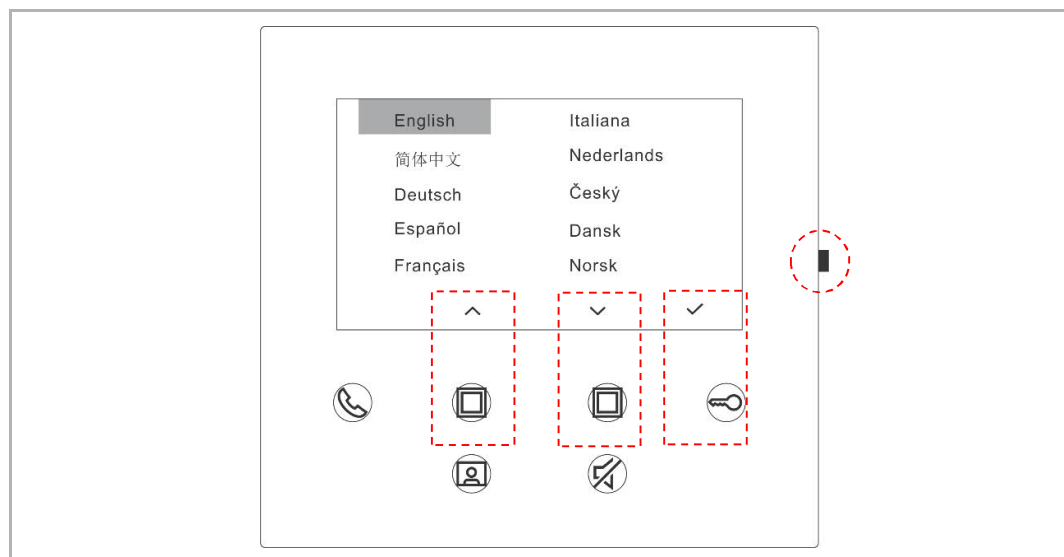 English
简体中文
Deutsch
Español
Français
Italiana
Nederlands
Český
Dansk
Norsk